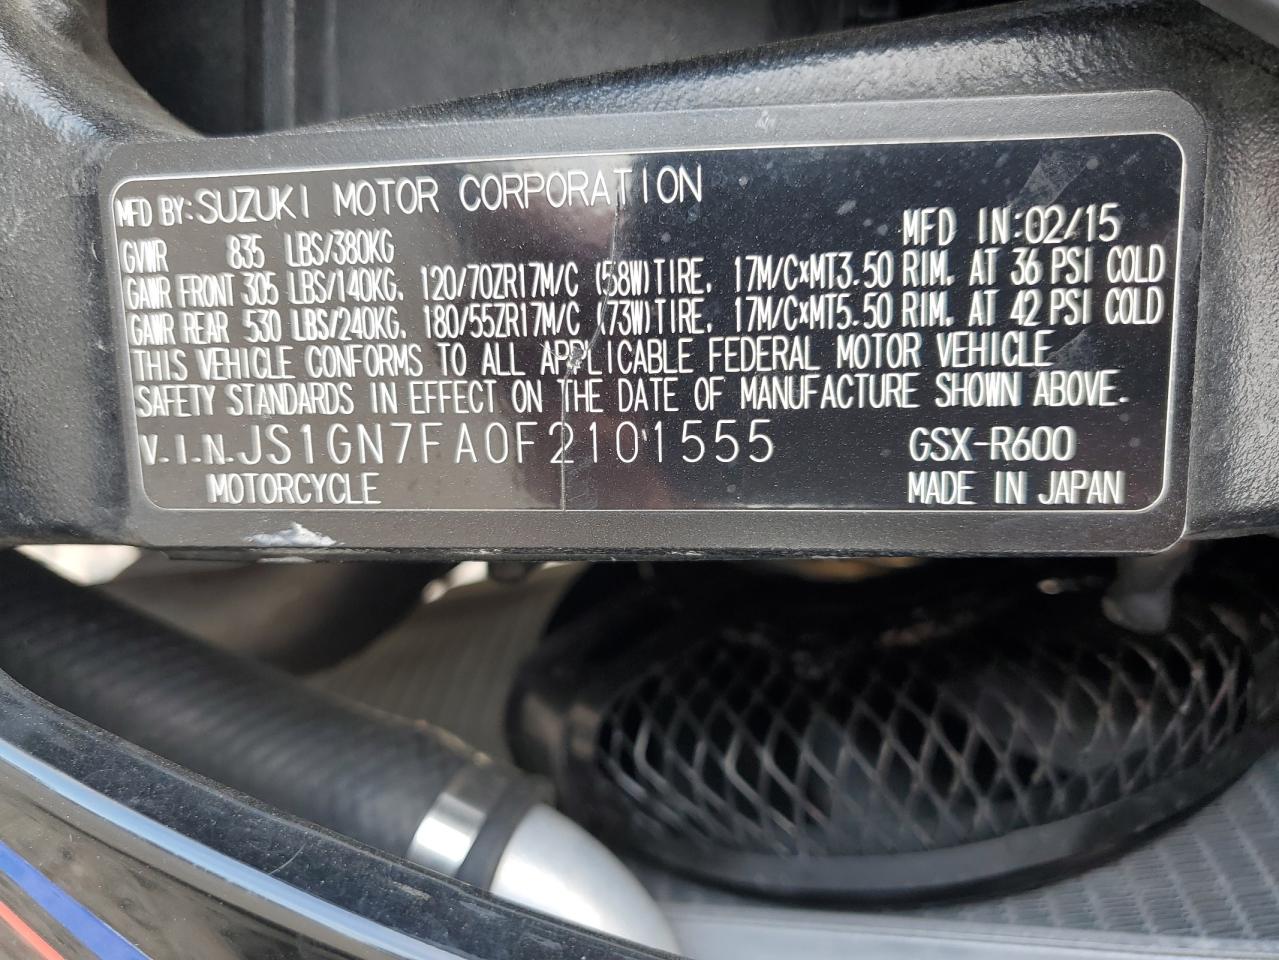 MFD BY:SUZUKI MOTOR CORPORATION
GVWR 835 LBS/380KG MFD IN:02/15
GAWR FRONT 305 LBS/140KG. 120/70ZR17M/C (58W)TIRE. 17M/C×MT3.50 RIM. AT 36 PSI COLD
GAWR REAR 530 LBS/240KG. 180/55ZR17M/C (73W)TIRE. 17M/C×MT5.50 RIM. AT 42 PSI COLD
THIS VEHICLE CONFORMS TO ALL APPLICABLE FEDERAL MOTOR VEHICLE
SAFETY STANDARDS IN EFFECT ON THE DATE OF MANUFACTURE SHOWN ABOVE.
V.I.N.JS1GN7FA0F2101555 GSX-R600
MOTORCYCLE MADE IN JAPAN